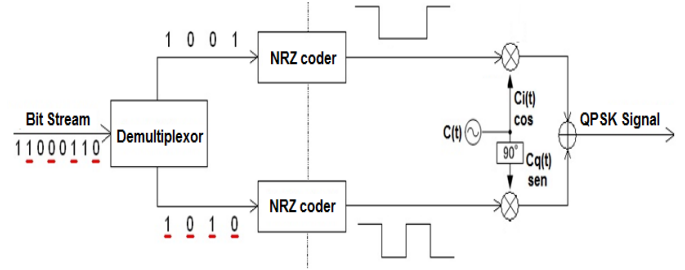 1 0 0 1
NRZ coder
Bit Stream
11000110
Demultiplexor
C(t)
Ci(t)
cos
QPSK Signal
90°
Cq(t)
sen
NRZ coder
1 0 1 0